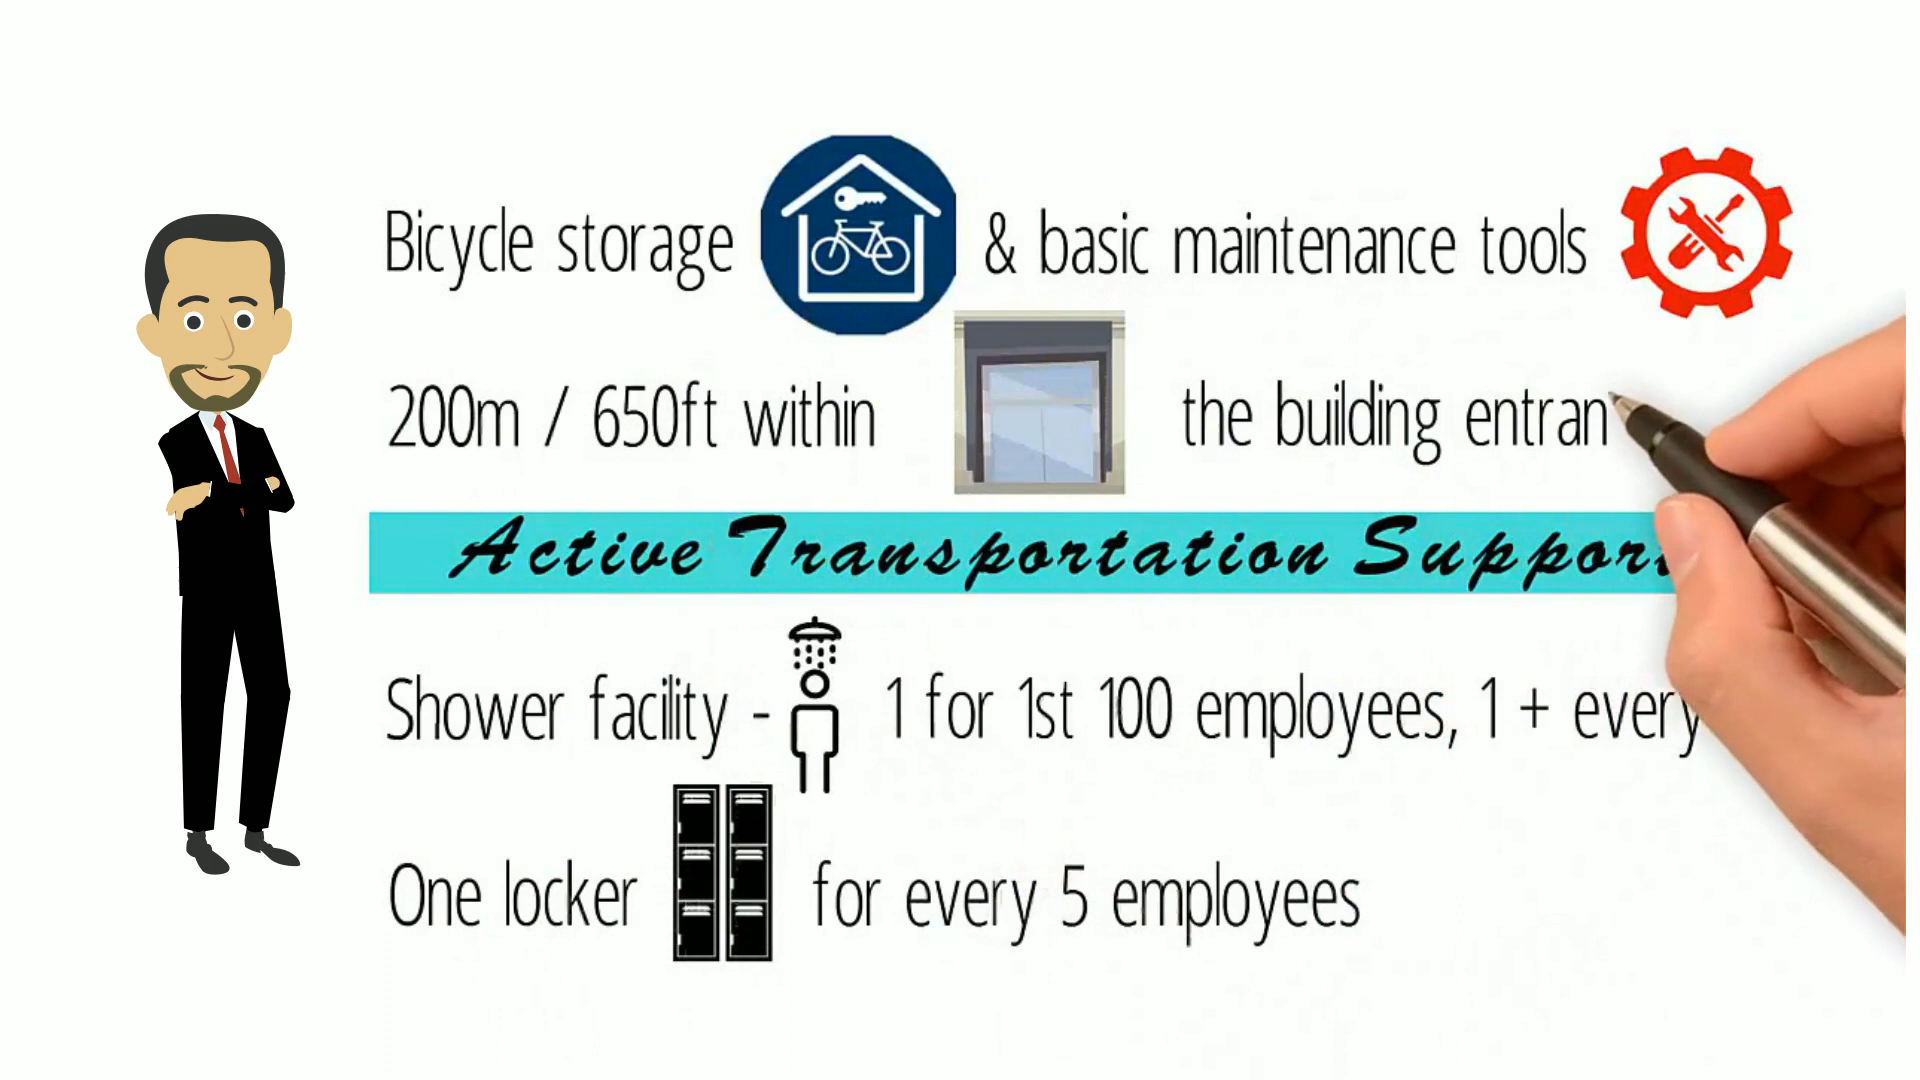 Bicycle storage & basic maintenance tools
200m / 650ft within the building entran
Active Transportation Support
Shower facility - 1 for 1st 100 employees, 1 + every
One locker for every 5 employees